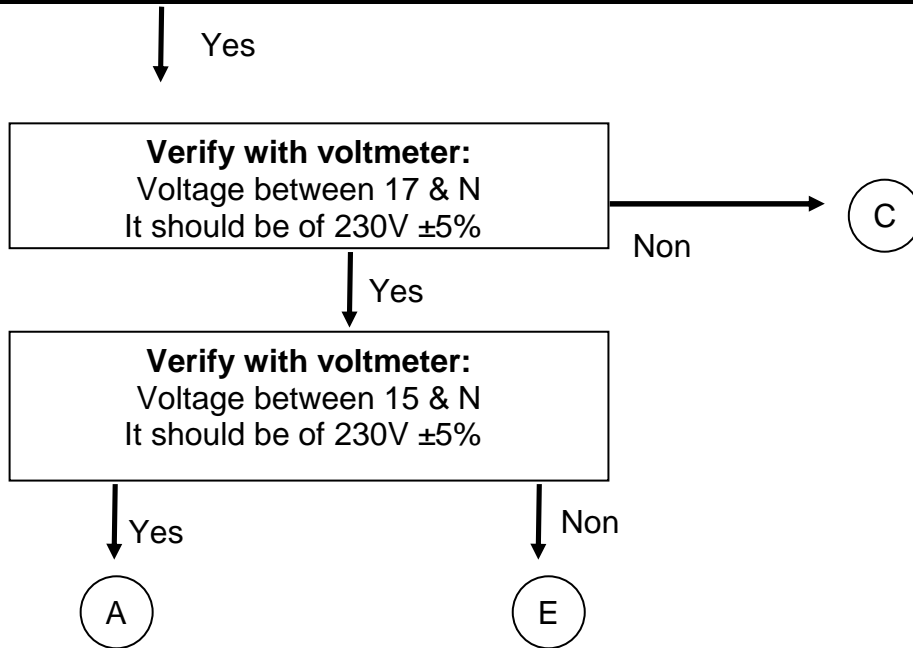 Yes
Verify with voltmeter:
Voltage between 17 & N
It should be of 230V ±5%
C
Non
Yes
Verify with voltmeter:
Voltage between 15 & N
It should be of 230V ±5%
Yes
Non
A
E